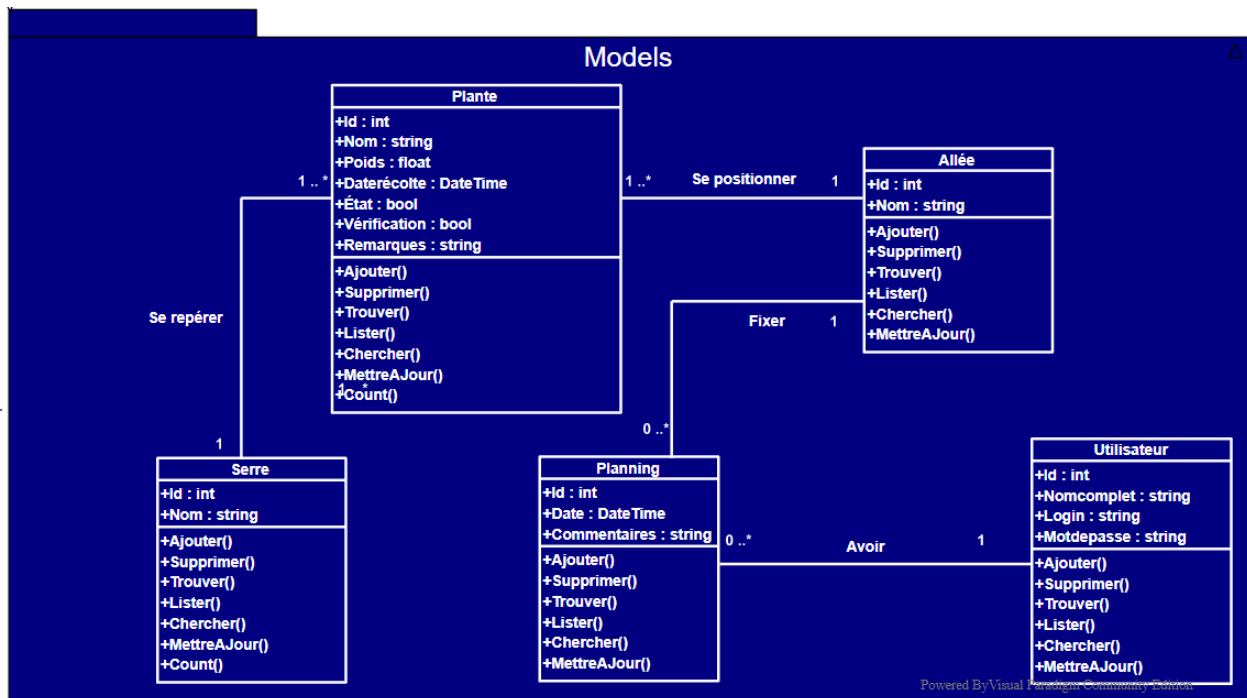 Models
Plante
+Id : int
+Nom : string
+Poids : float
+Daterécolte : DateTime
+État : bool
+Vérification : bool
+Remarques : string
+Ajouter()
+Supprimer()
+Trouver()
+Lister()
+Chercher()
+MettreAJour()
1..*
+Count()
1 .. *
1..*
Se positionner
1
Allée
+Id : int
+Nom : string
+Ajouter()
+Supprimer()
+Trouver()
+Lister()
+Chercher()
+MettreAJour()
Se repérer
Fixer
1
1
0 ..*
Serre
+Id : int
+Nom : string
+Ajouter()
+Supprimer()
+Trouver()
+Lister()
+Chercher()
+MettreAJour()
+Count()
Planning
+Id : int
+Date : DateTime
+Commentaires : string
+Ajouter()
+Supprimer()
+Trouver()
+Lister()
+Chercher()
+MettreAJour()
0 ..*
Avoir
1
Utilisateur
+Id : int
+Nomcomplet : string
+Login : string
+Motdepasse : string
+Ajouter()
+Supprimer()
+Trouver()
+Lister()
+Chercher()
+MettreAJour()
Powered By Visual Paradigm Community Edition